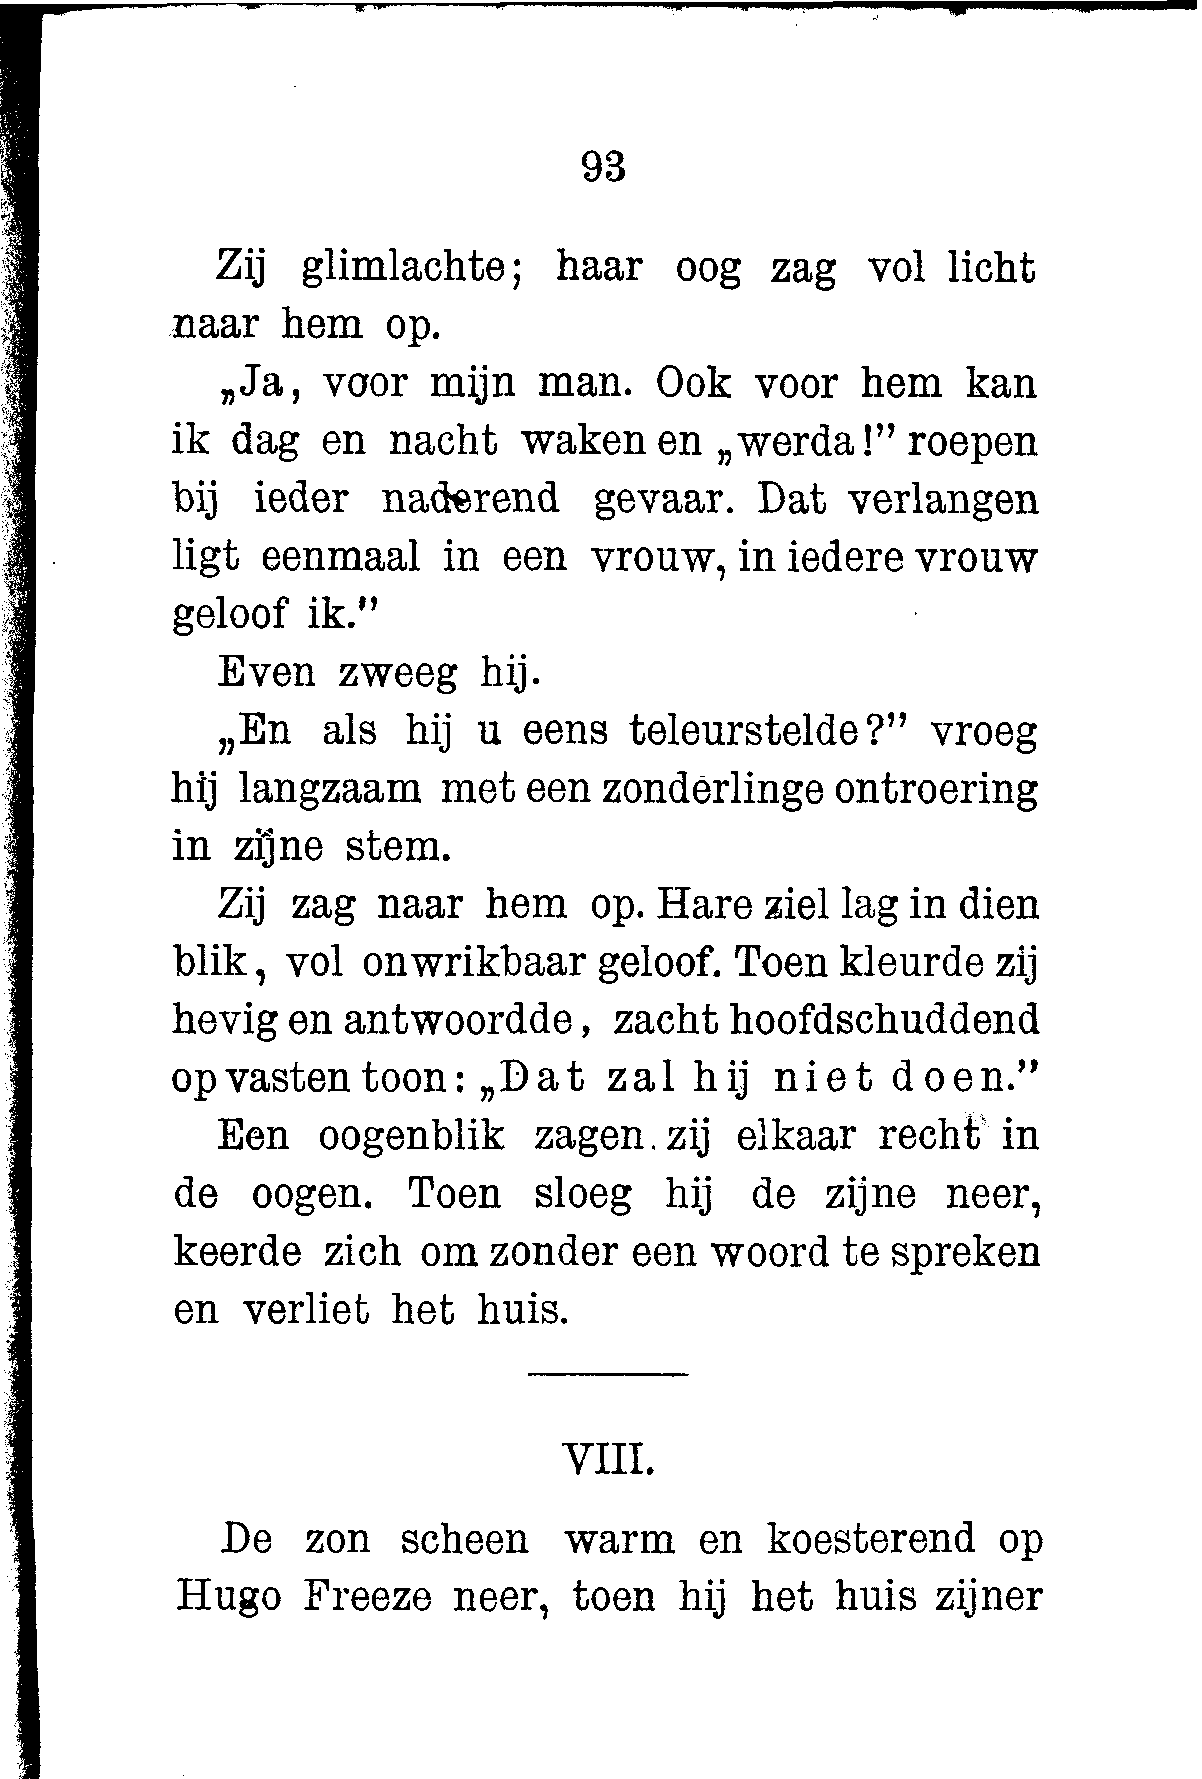 93
Zij glimlachte; haar oog zag vol licht
naar hem op.
„Ja, voor mijn man. Ook voor hem kan
ik dag en nacht waken en „werda!” roepen
bij ieder naderend gevaar. Dat verlangen
ligt eenmaal in een vrouw, in iedere vrouw
geloof ik.”
Even zweeg hij.
„En als hij u eens teleurstelde?” vroeg
hij langzaam met een zonderlinge ontroering
in zijne stem.
Zij zag naar hem op. Hare ziel lag in dien
blik, vol onwrikbaar geloof. Toen kleurde zij
hevig en antwoordde, zacht hoofdschuddend
op vasten toon: „Dat zal hij niet doen.”
Een oogenblik zagen zij elkaar recht in
de oogen. Toen sloeg hij de zijne neer,
keerde zich om zonder een woord te spreken
en verliet het huis.
VIII.
De zon scheen warm en koesterend op
Hugo Freeze neer, toen hij het huis zijner